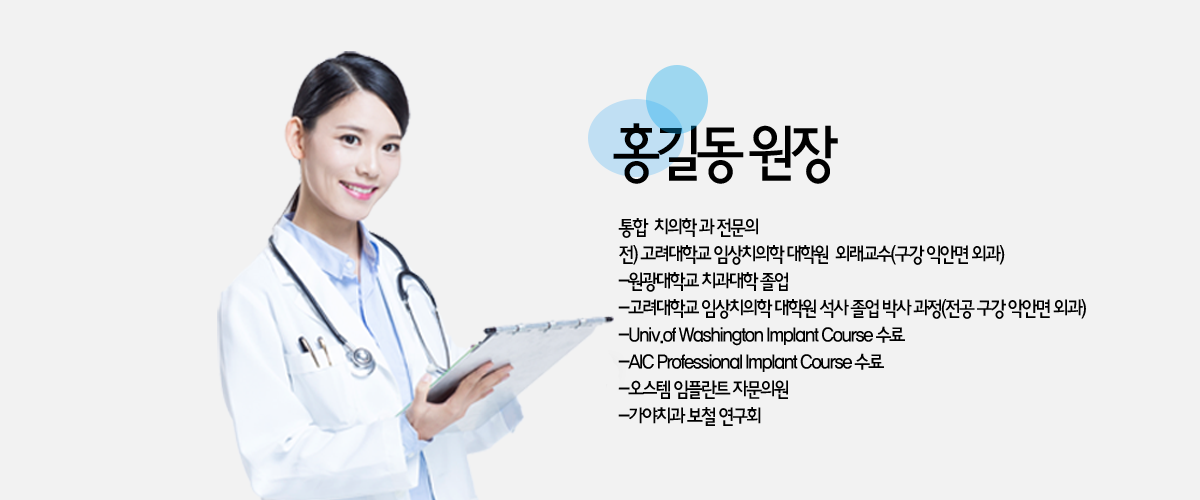 홍길동 원장
통합 치의학 과 전문의
전) 고려대학교 임상치의학 대학원 외래교수(구강 악안면 외과)
-원광대학교 치과대학 졸업
-고려대학교 임상치의학 대학원 석사 졸업 박사 과정(전공 구강 악안면 외과)
-Univ.of Washington Implant Course 수료
-AIC Professional Implant Course 수료
-오스템 임플란트 자문의원
-가야치과 보철 연구회